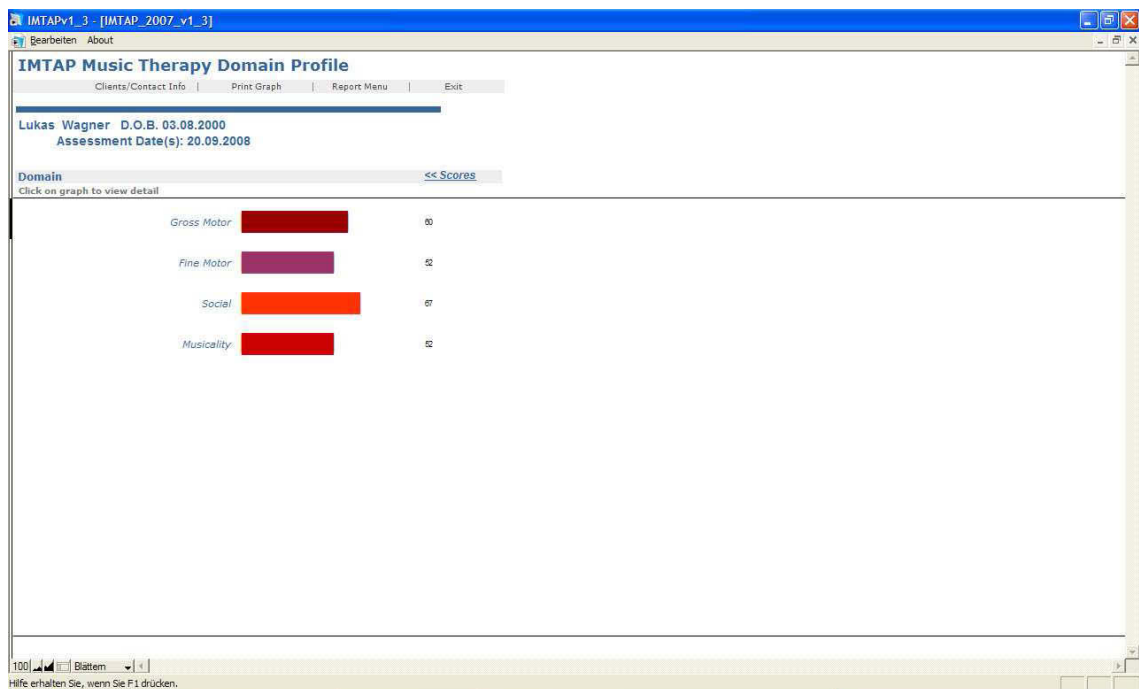 IMTAPv1_3 - [IMTAP_2007_v1_3]
Bearbeiten About
IMTAP Music Therapy Domain Profile
Clients/Contact Info | Print Graph | Report Menu | Exit
Lukas Wagner D.O.B. 03.08.2000
Assessment Date(s): 20.09.2008
Domain << Scores
Click on graph to view detail
Gross Motor 60
Fine Motor 52
Social 67
Musicality 52
100 Blättern
Hilfe erhalten Sie, wenn Sie F1 drücken.